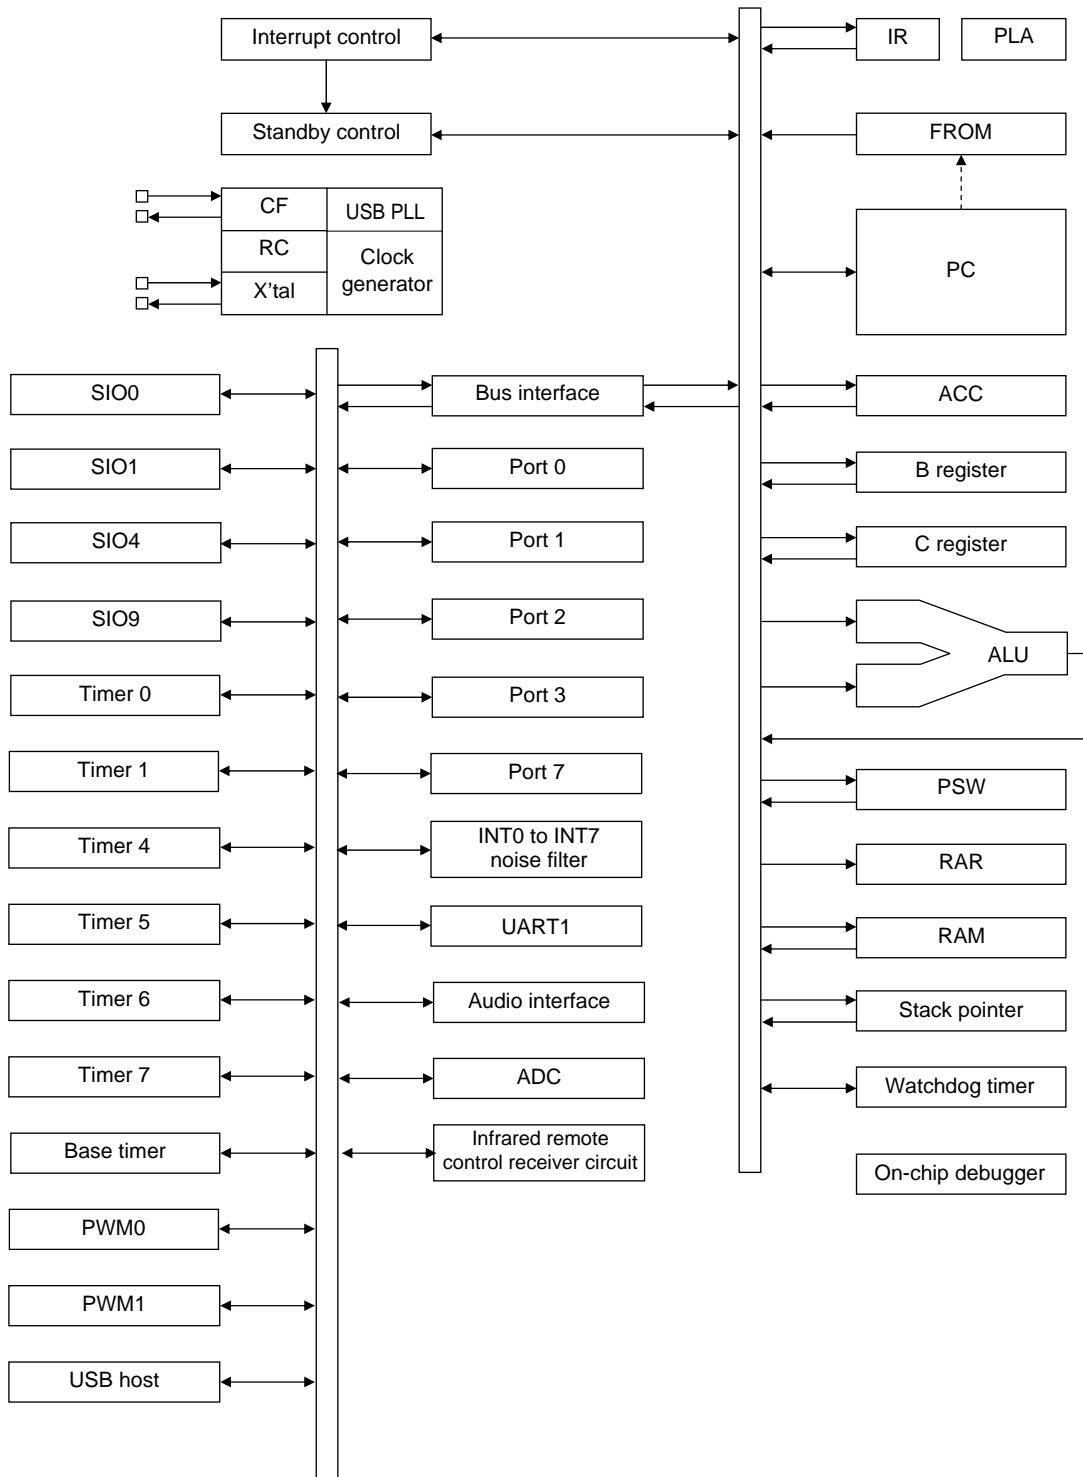 Interrupt control
IR
PLA
Standby control
FROM
CF
USB PLL
RC
Clock
generator
X'tal
PC
SIO0
Bus interface
ACC
SIO1
Port 0
B register
SIO4
Port 1
C register
SIO9
Port 2
ALU
Timer 0
Port 3
Timer 1
Port 7
PSW
Timer 4
INT0 to INT7
noise filter
RAR
Timer 5
UART1
RAM
Timer 6
Audio interface
Stack pointer
Timer 7
ADC
Watchdog timer
Base timer
Infrared remote
control receiver circuit
On-chip debugger
PWM0
PWM1
USB host